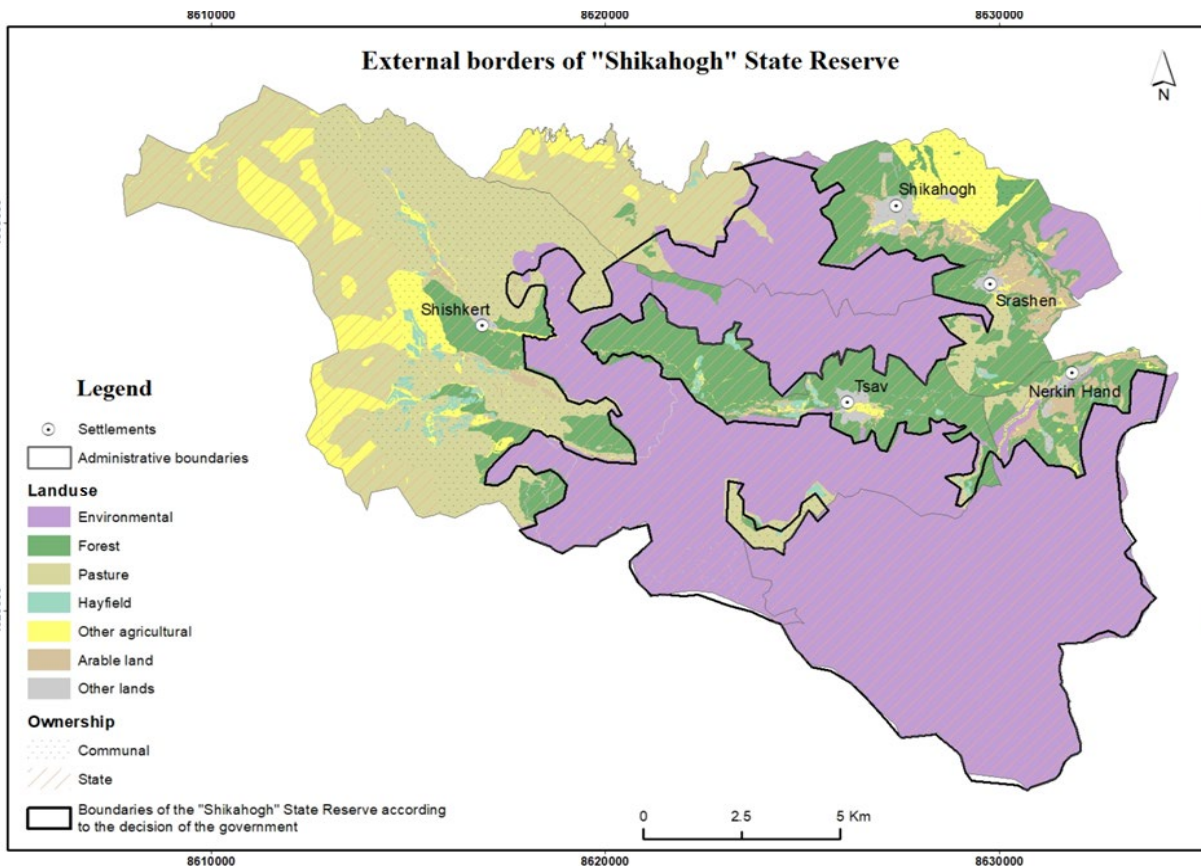 8610000
8620000
8630000
External borders of "Shikahogh" State Reserve
N
Shikahogh
Srashen
Shishkert
Nerkin Hand
Tsav
Legend
Settlements
Administrative boundaries
Landuse
Environmental
Forest
Pasture
Hayfield
Other agricultural
Arable land
Other lands
Ownership
Communal
State
Boundaries of the "Shikahogh" State Reserve according
to the decision of the government
0 2.5 5 Km
8610000
8620000
8630000